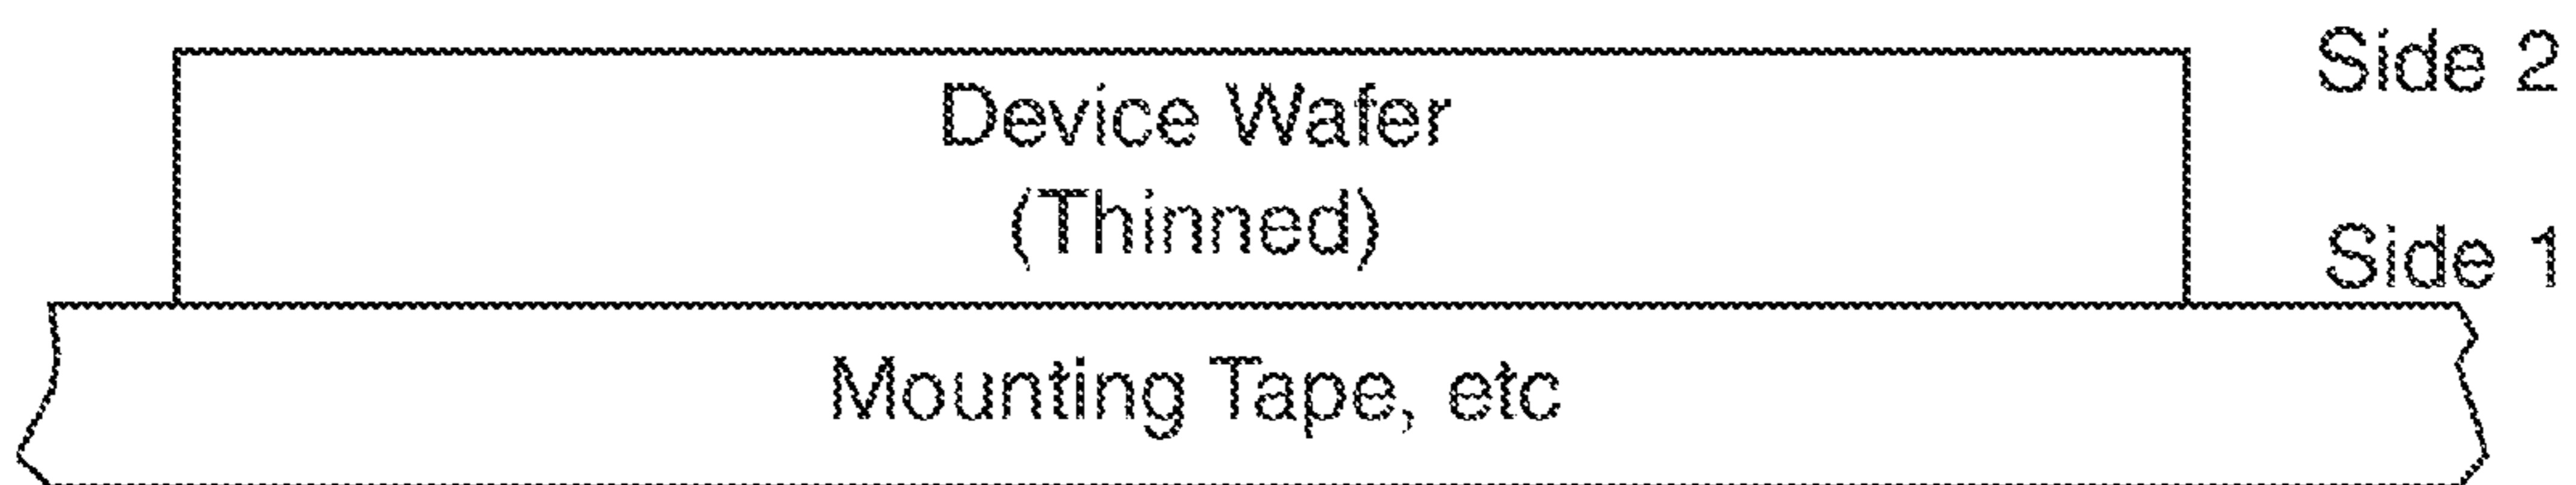 Side 2
Device Wafer
(Thinned)
Side 1
Mounting Tape, etc